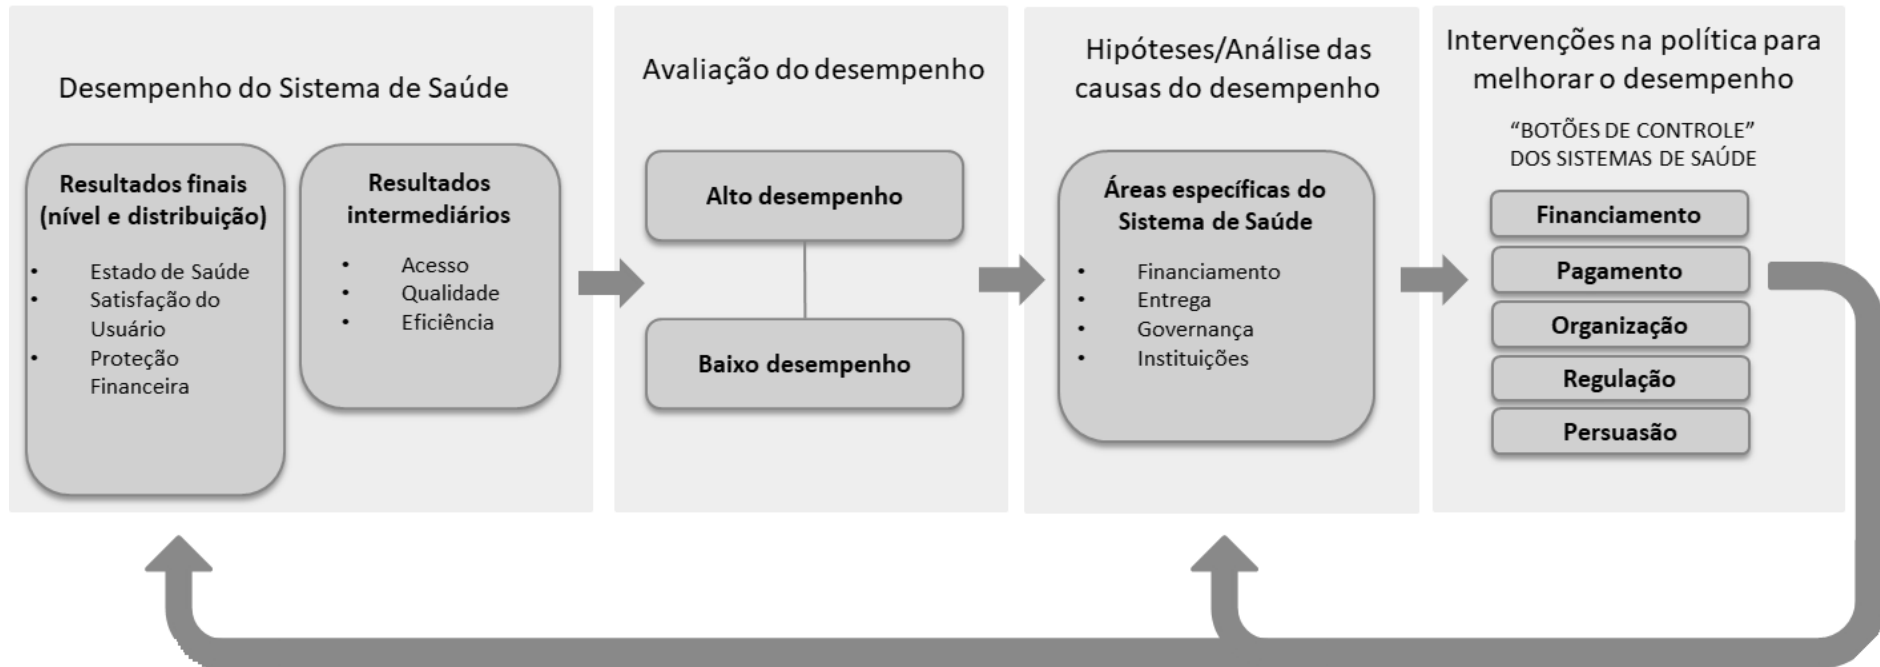 Desempenho do Sistema de Saúde
Resultados finais
(nível e distribuição)
• Estado de Saúde
• Satisfação do
Usuário
• Proteção
Financeira
Resultados
intermediários
• Acesso
• Qualidade
• Eficiência
Avaliação do desempenho
Alto desempenho
Baixo desempenho
Hipóteses/Análise das
causas do desempenho
Áreas específicas do
Sistema de Saúde
• Financiamento
• Entrega
• Governança
• Instituições
Intervenções na política para
melhorar o desempenho
“BOTÕES DE CONTROLE”
DOS SISTEMAS DE SAÚDE
Financiamento
Pagamento
Organização
Regulação
Persuasão